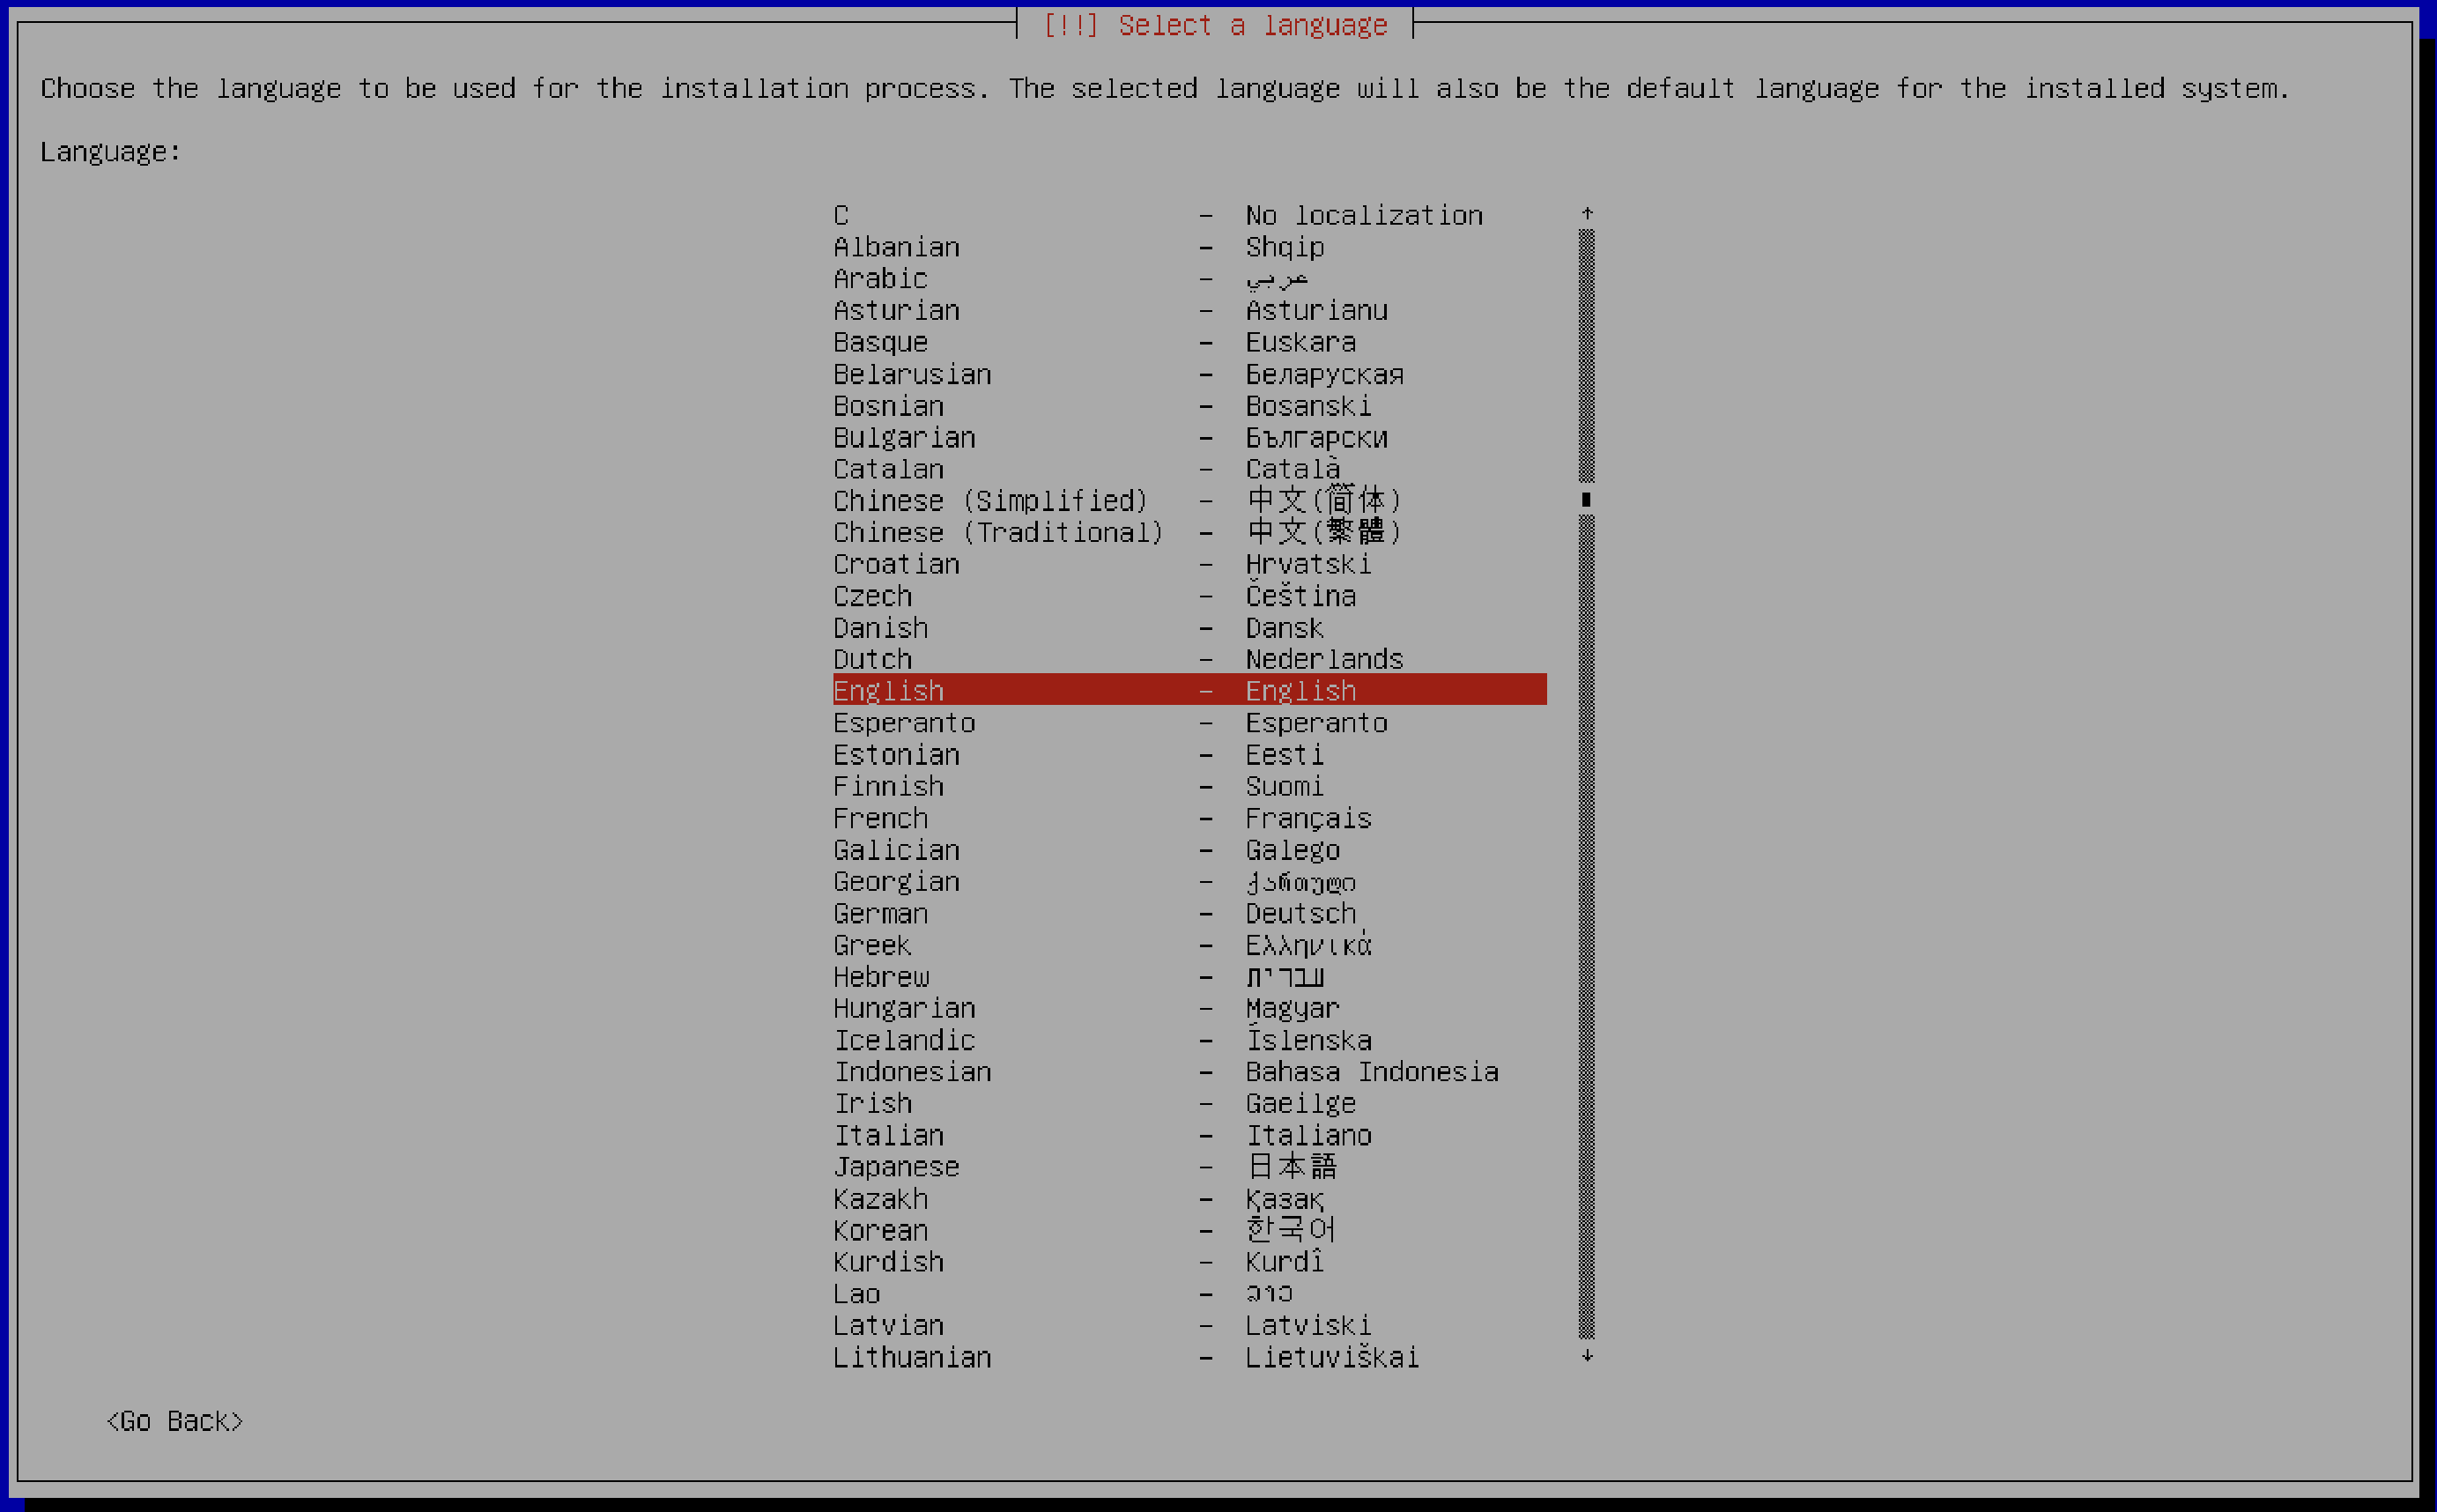 [!!] Select a language
Choose the language to be used for the installation process. The selected language will also be the default language for the installed system.
Language:
C - No localization ↑
Albanian - Shqip
Arabic - عربي
Asturian - Asturianu
Basque - Euskara
Belarusian - Беларуская
Bosnian - Bosanski
Bulgarian - Български
Catalan - Català
Chinese (Simplified) - 中文(简体)
Chinese (Traditional) - 中文(繁體)
Croatian - Hrvatski
Czech - Čeština
Danish - Dansk
Dutch - Nederlands
English - English
Esperanto - Esperanto
Estonian - Eesti
Finnish - Suomi
French - Français
Galician - Galego
Georgian - ქართული
German - Deutsch
Greek - Ελληνικά
Hebrew - עברית
Hungarian - Magyar
Icelandic - Íslenska
Indonesian - Bahasa Indonesia
Irish - Gaeilge
Italian - Italiano
Japanese - 日本語
Kazakh - Қазақ
Korean - 한국어
Kurdish - Kurdî
Lao - ລາວ
Latvian - Latviski
Lithuanian - Lietuviškai ↓
<Go Back>